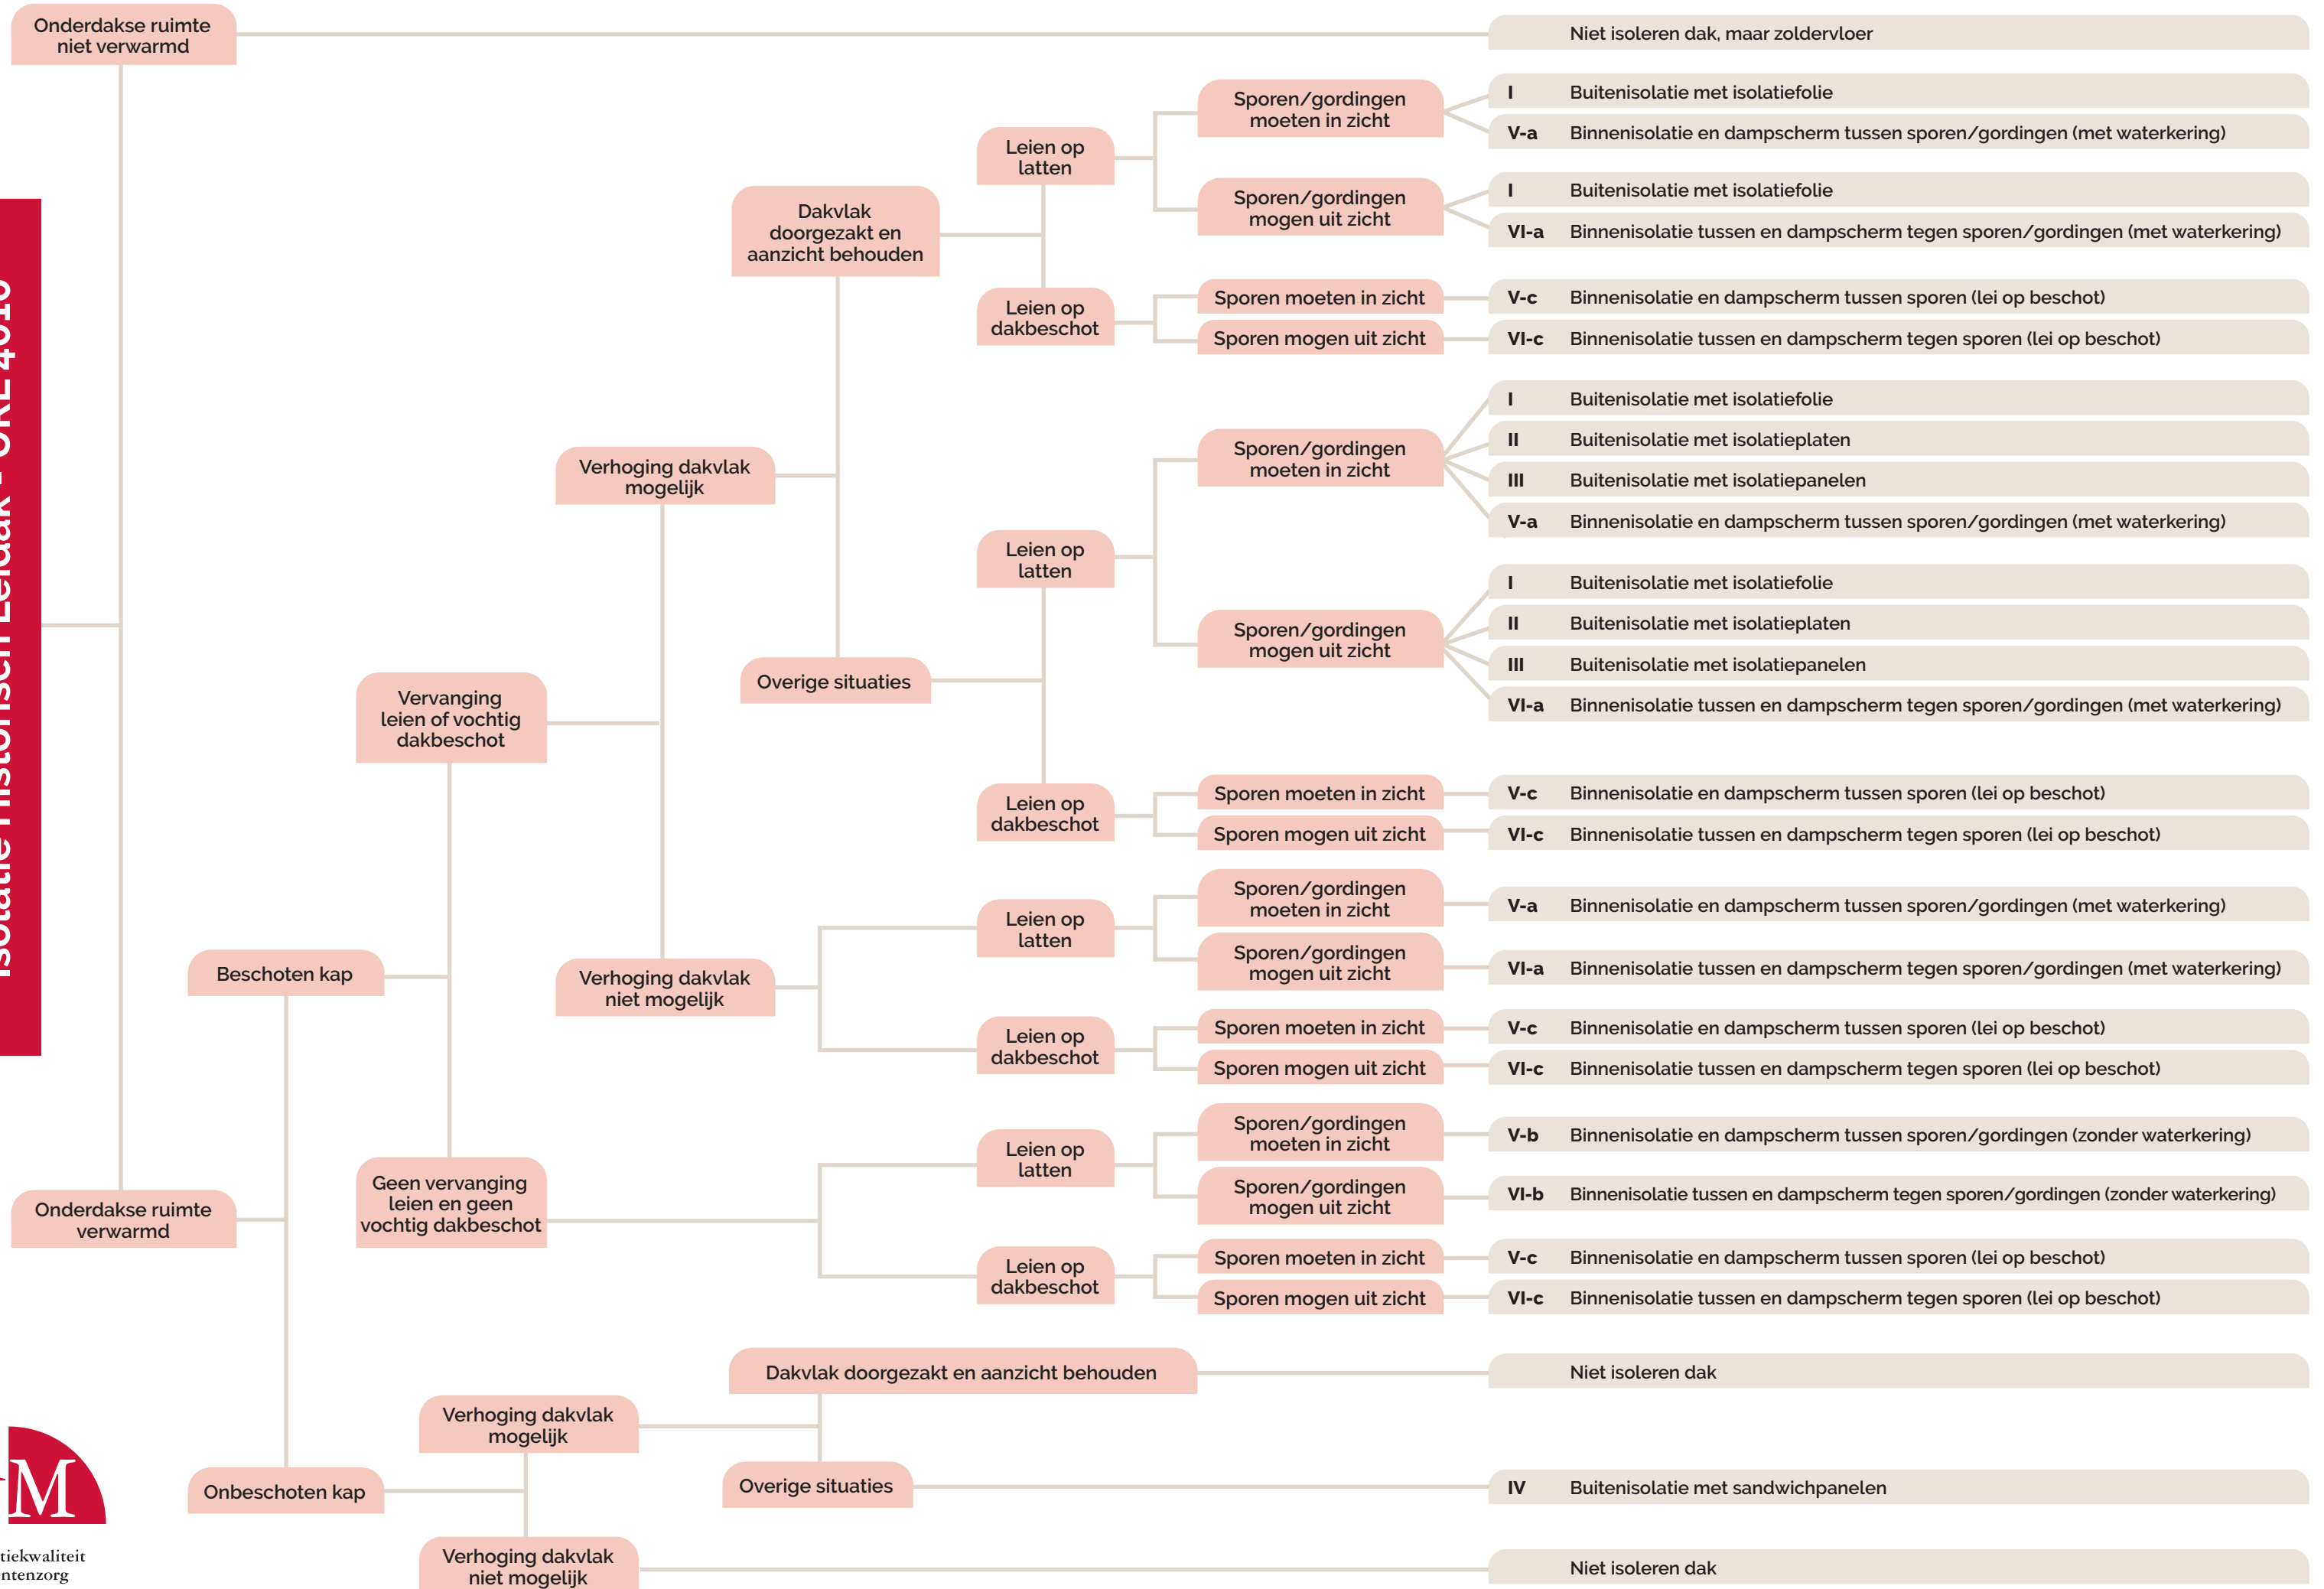 Onderdakse ruimte
niet verwarmd
Niet isoleren dak, maar zoldervloer
Sporen/gordingen
moeten in zicht
I Buitenisolatie met isolatiefolie
V-a Binnenisolatie en dampscherm tussen sporen/gordingen (met waterkering)
Leien op
latten
Sporen/gordingen
mogen uit zicht
I Buitenisolatie met isolatiefolie
VI-a Binnenisolatie tussen en dampscherm tegen sporen/gordingen (met waterkering)
Dakvlak
doorgezakt en
aanzicht behouden
Leien op
dakbeschot
Sporen moeten in zicht
V-c Binnenisolatie en dampscherm tussen sporen (lei op beschot)
Sporen mogen uit zicht
VI-c Binnenisolatie tussen en dampscherm tegen sporen (lei op beschot)
Verhoging dakvlak
mogelijk
Sporen/gordingen
moeten in zicht
I Buitenisolatie met isolatiefolie
II Buitenisolatie met isolatieplaten
III Buitenisolatie met isolatiepanelen
V-a Binnenisolatie en dampscherm tussen sporen/gordingen (met waterkering)
Leien op
latten
Sporen/gordingen
mogen uit zicht
I Buitenisolatie met isolatiefolie
II Buitenisolatie met isolatieplaten
III Buitenisolatie met isolatiepanelen
VI-a Binnenisolatie tussen en dampscherm tegen sporen/gordingen (met waterkering)
Overige situaties
Vervanging
leien of vochtig
dakbeschot
Leien op
dakbeschot
Sporen moeten in zicht
V-c Binnenisolatie en dampscherm tussen sporen (lei op beschot)
Sporen mogen uit zicht
VI-c Binnenisolatie tussen en dampscherm tegen sporen (lei op beschot)
Isolatie Historisch Leidak - URL 4010
Beschoten kap
Verhoging dakvlak
niet mogelijk
Leien op
latten
Sporen/gordingen
moeten in zicht
V-a Binnenisolatie en dampscherm tussen sporen/gordingen (met waterkering)
Sporen/gordingen
mogen uit zicht
VI-a Binnenisolatie tussen en dampscherm tegen sporen/gordingen (met waterkering)
Leien op
dakbeschot
Sporen moeten in zicht
V-c Binnenisolatie en dampscherm tussen sporen (lei op beschot)
Sporen mogen uit zicht
VI-c Binnenisolatie tussen en dampscherm tegen sporen (lei op beschot)
Onderdakse ruimte
verwarmd
Geen vervanging
leien en geen
vochtig dakbeschot
Leien op
latten
Sporen/gordingen
moeten in zicht
V-b Binnenisolatie en dampscherm tussen sporen/gordingen (zonder waterkering)
Sporen/gordingen
mogen uit zicht
VI-b Binnenisolatie tussen en dampscherm tegen sporen/gordingen (zonder waterkering)
Leien op
dakbeschot
Sporen moeten in zicht
V-c Binnenisolatie en dampscherm tussen sporen (lei op beschot)
Sporen mogen uit zicht
VI-c Binnenisolatie tussen en dampscherm tegen sporen (lei op beschot)
Dakvlak doorgezakt en aanzicht behouden
Niet isoleren dak
Verhoging dakvlak
mogelijk
Overige situaties
IV Buitenisolatie met sandwichpanelen
Onbeschoten kap
Verhoging dakvlak
niet mogelijk
Niet isoleren dak
M
tiekwaliteit
ntenzorg